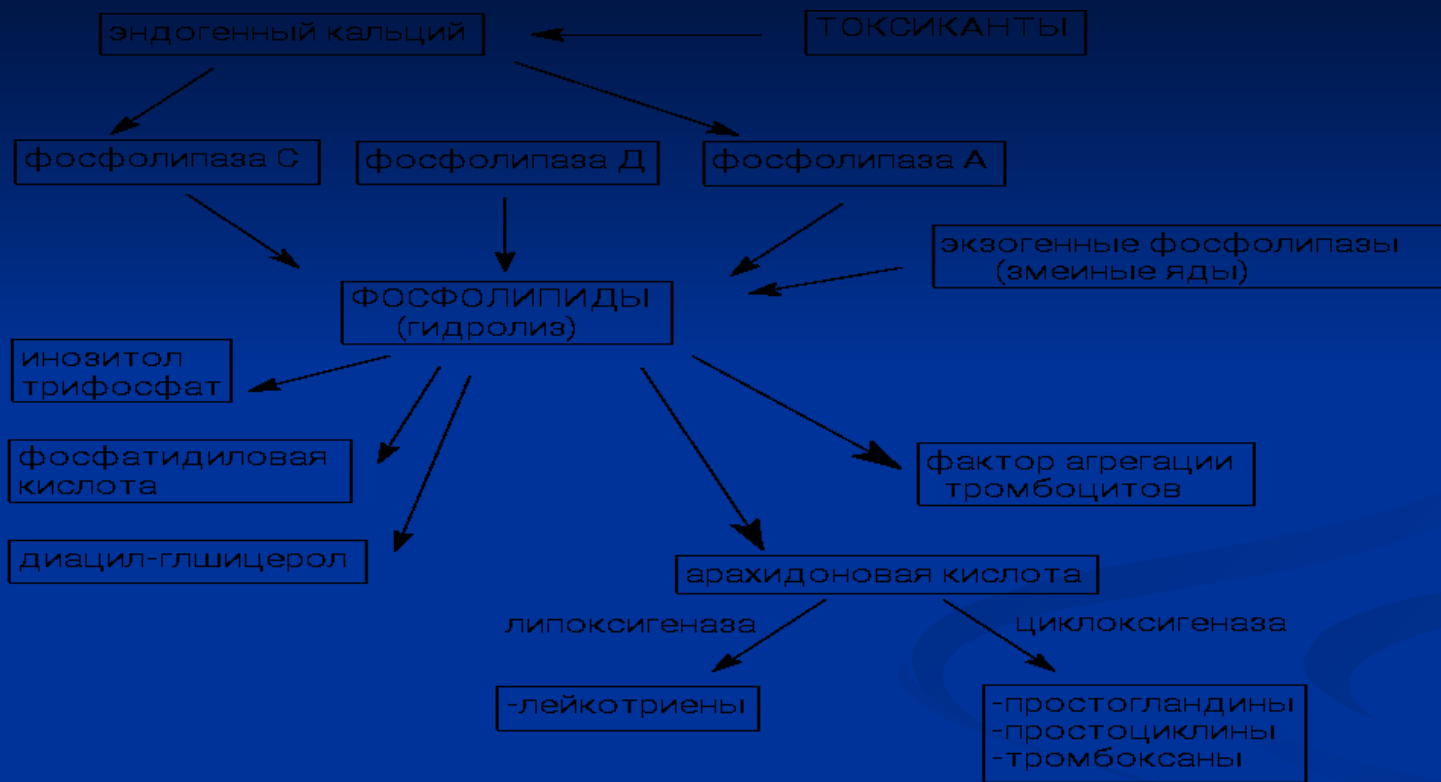 эндогенный кальций
ТОКСИКАНТЫ
фосфолипаза С
фосфолипаза Д
фосфолипаза А
экзогенные фосфолипазы
(змеиные яды)
ФОСФОЛИПИДЫ
(гидролиз)
инозитол
трифосфат
фосфатидиловая
кислота
фактор агрегации
тромбоцитов
диацил-глшицерол
арахидоновая кислота
липоксигеназа
циклоксигеназа
-лейкотриены
-простогландины
-простоциклины
-тромбоксаны